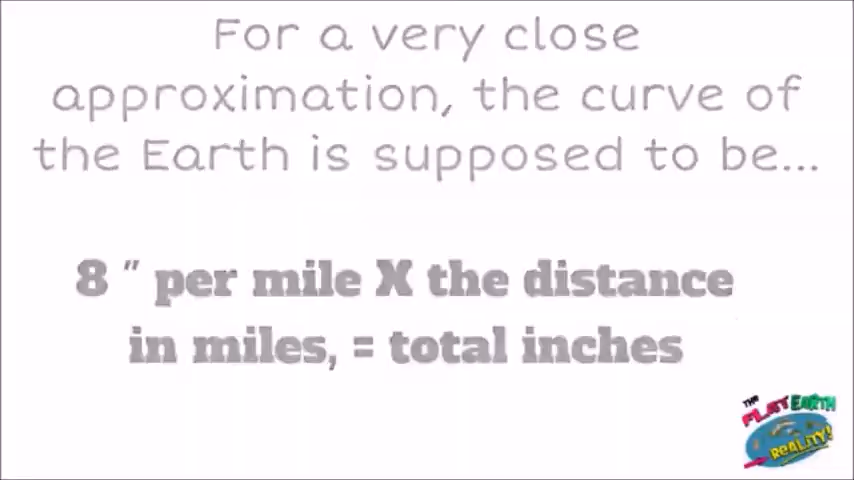 For a very close
approximation, the curve of
the Earth is supposed to be...
8 " per mile X the distance
in miles, = total inches
THE
FLAT EARTH
REALITY!